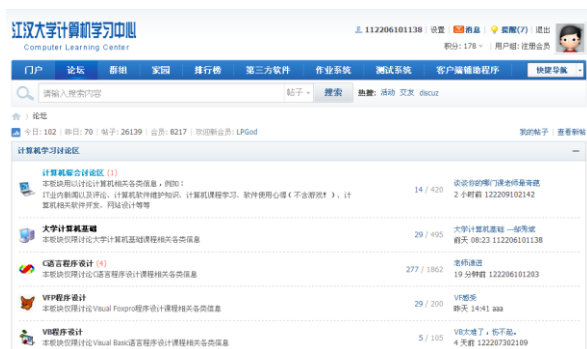 江汉大学计算机学习中心
Computer Learning Center
112206101138 | 设置 | 消息 | 提醒(7) | 退出
积分: 178 | 用户组: 注册会员
门户 论坛 群组 家园 排行榜 第三方软件 作业系统 测试系统 客户端辅助程序 快捷导航
请输入搜索内容 帖子 搜索 热搜: 活动 交友 discuz
论坛
今日: 102 | 昨日: 70 | 帖子: 26139 | 会员: 8217 | 欢迎新会员: LPGod 我的帖子 | 查看新帖
计算机学习讨论区
计算机综合讨论区 (1)
本板块用以讨论计算机相关各类信息，例如：
IT业内新闻以及评论、计算机软件维护知识、计算机课程学习、软件使用心得（不含游戏！）、计
算机相关软件开发、网站设计等等
14 / 420
谈谈你的哪门课老师最奇葩
2 小时前 122209102142
大学计算机基础
本板块仅限讨论大学计算机基础课程相关各类信息
29 / 495
大学计算机基础 --邹秀斌
前天 08:23 112206101138
C语言程序设计 (4)
本板块仅限讨论C语言程序设计课程相关各类信息
277 / 1862
老师速进
19 分钟前 122206101203
VFP程序设计
本板块仅限讨论Visual Foxpro程序设计课程相关各类信息
29 / 200
VF感受
昨天 14:41 aaa
VB程序设计
本板块仅限讨论Visual Basic语言程序设计课程相关各类信息
5 / 105
VB太难了，伤不起。
4 天前 122207302109